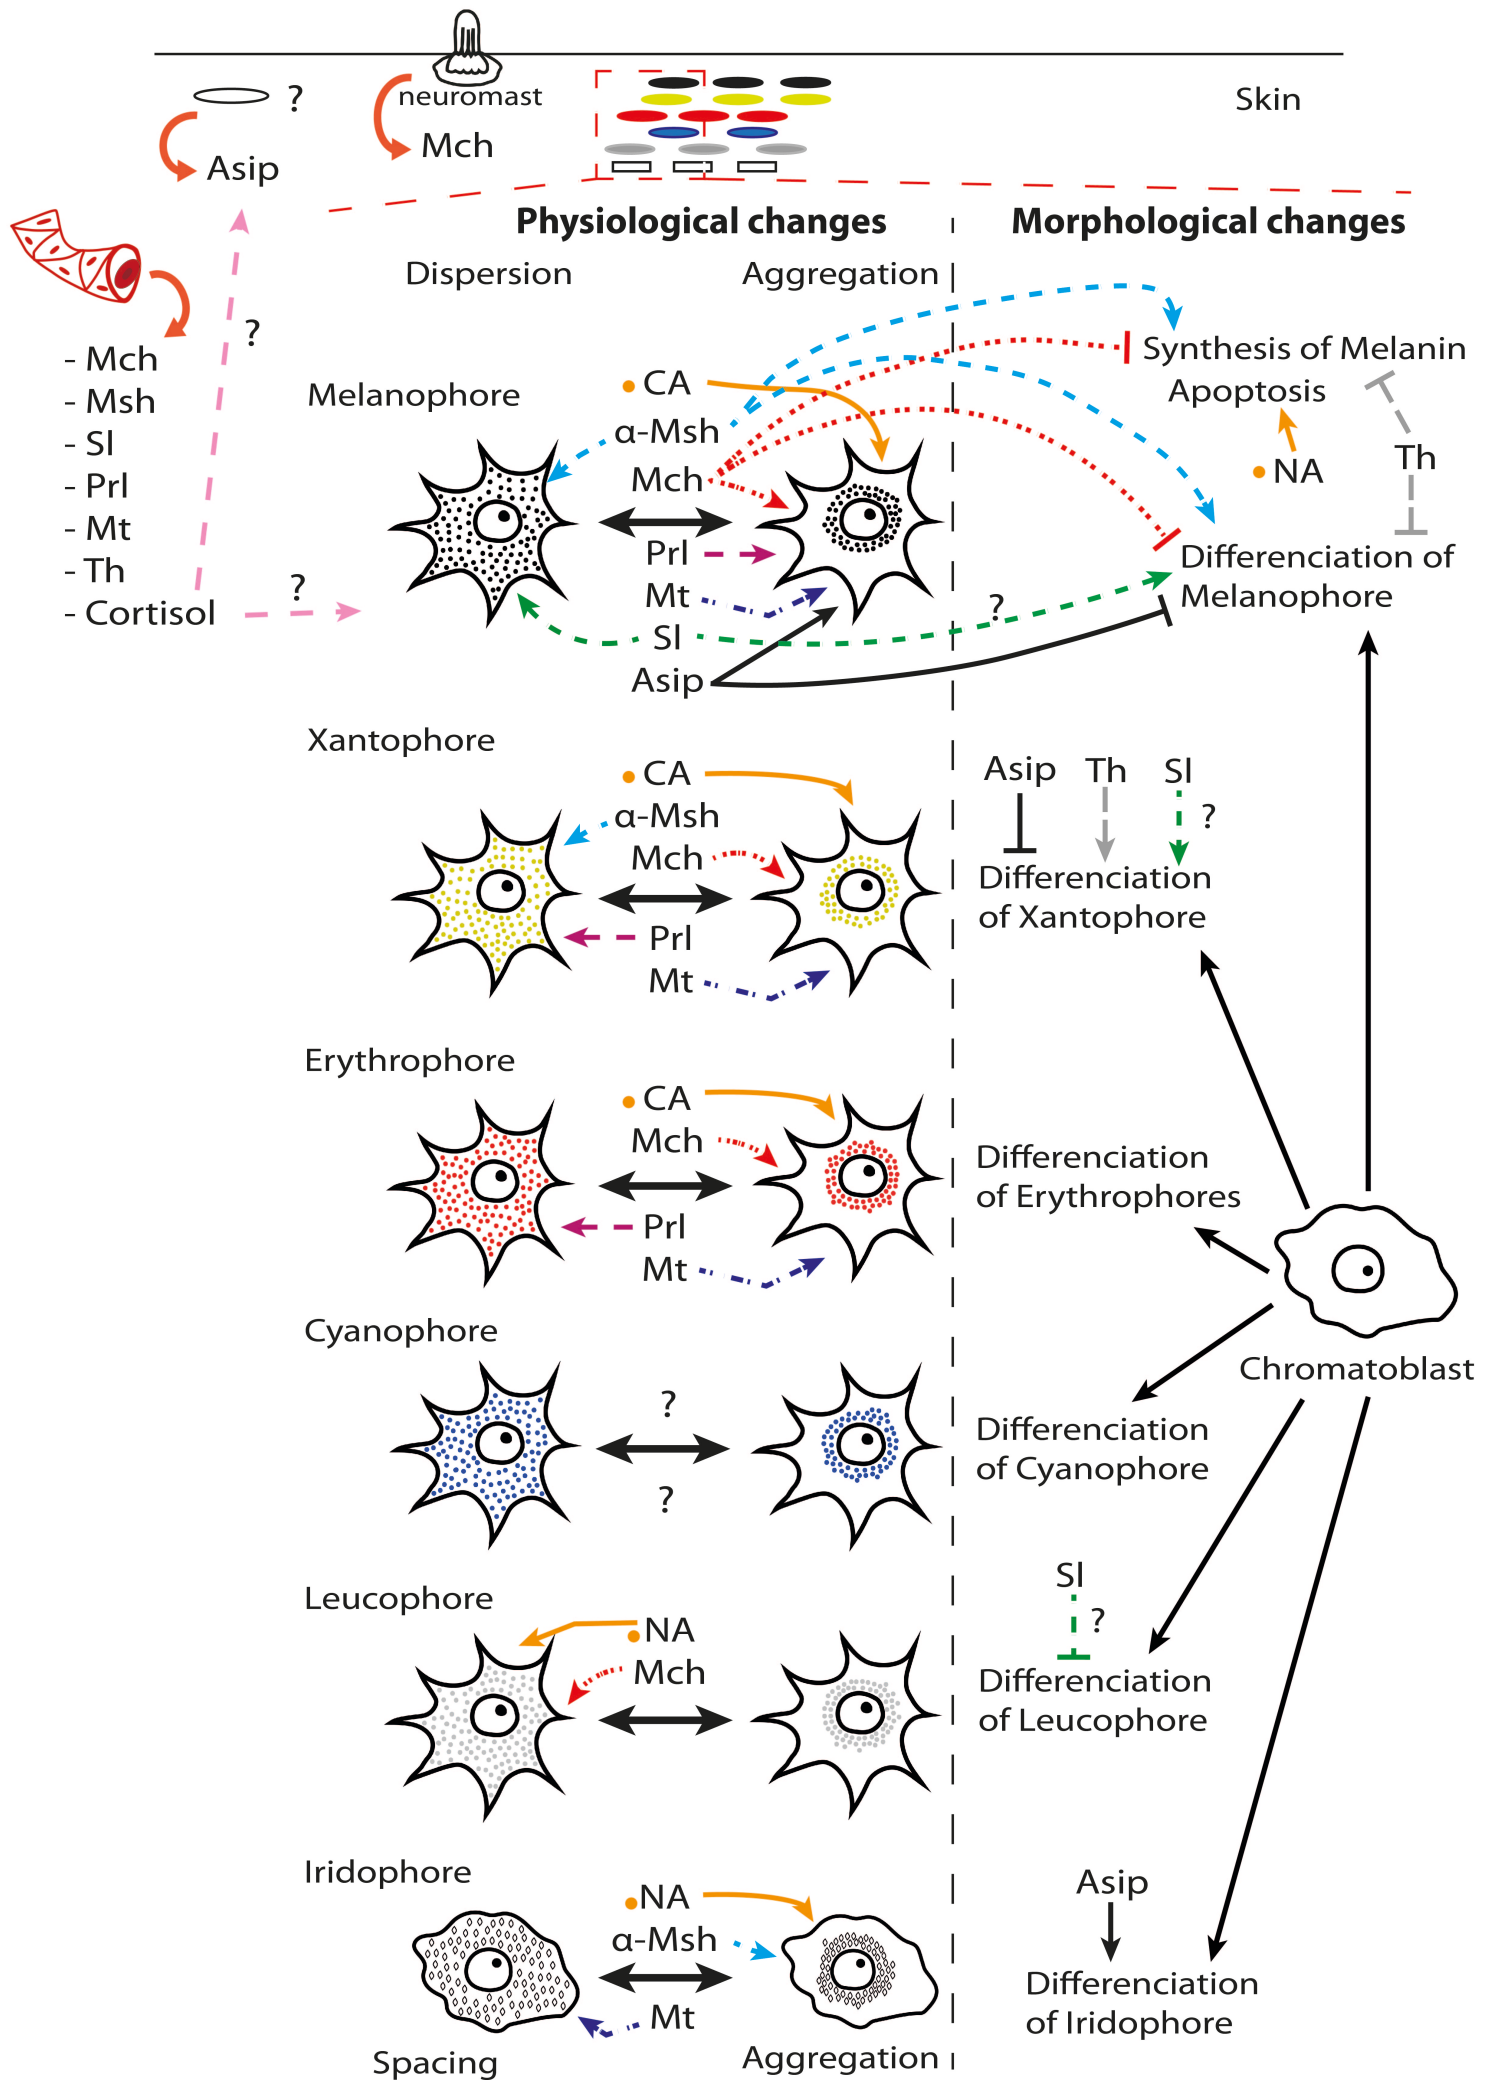 neuromast
?
Skin
Mch
Asip
Physiological changes
Morphological changes
Dispersion
Aggregation
?
- Mch
- Msh
- Sl
- Prl
- Mt
- Th
- Cortisol
?
Melanophore
CA
α-Msh
Mch
Prl
Mt
Sl
Asip
?
Synthesis of Melanin
Apoptosis
NA
Th
Differenciation of
Melanophore
Xantophore
CA
α-Msh
Mch
Prl
Mt
Asip
Th
Sl
?
Differenciation
of Xantophore
Erythrophore
CA
Mch
Prl
Mt
Differenciation
of Erythrophores
Chromatoblast
Cyanophore
?
?
Differenciation
of Cyanophore
Leucophore
NA
Mch
Sl
?
Differenciation
of Leucophore
Iridophore
NA
α-Msh
Mt
Spacing
Aggregation
Asip
Differenciation
of Iridophore